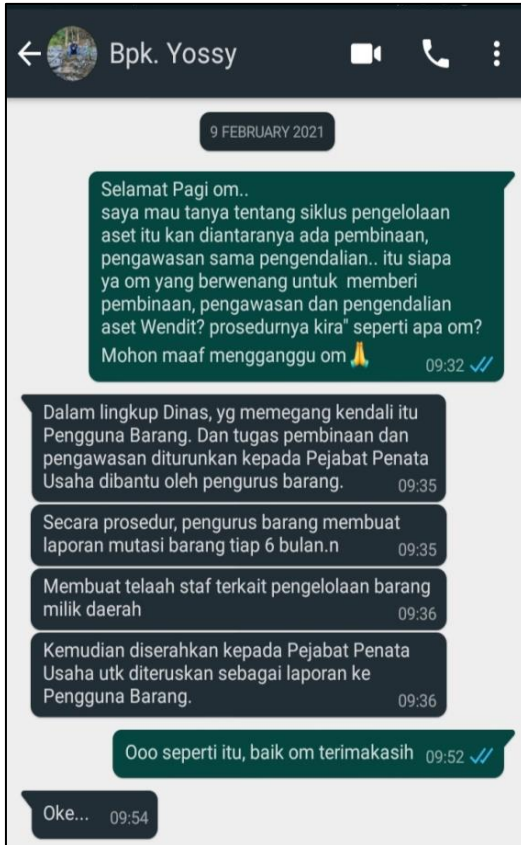 Bpk. Yossy
9 FEBRUARY 2021
Selamat Pagi om..
saya mau tanya tentang siklus pengelolaan
aset itu kan diantaranya ada pembinaan,
pengawasan sama pengendalian.. itu siapa
ya om yang berwenang untuk memberi
pembinaan, pengawasan dan pengendalian
aset Wendit? prosedurnya kira" seperti apa om?
Mohon maaf mengganggu om 🙏
09:32
Dalam lingkup Dinas, yg memegang kendali itu
Pengguna Barang. Dan tugas pembinaan dan
pengawasan diturunkan kepada Pejabat Penata
Usaha dibantu oleh pengurus barang.
09:35
Secara prosedur, pengurus barang membuat
laporan mutasi barang tiap 6 bulan.n
09:35
Membuat telaah staf terkait pengelolaan barang
milik daerah
09:36
Kemudian diserahkan kepada Pejabat Penata
Usaha utk diteruskan sebagai laporan ke
Pengguna Barang.
09:36
Ooo seperti itu, baik om terimakasih 09:52
Oke... 09:54